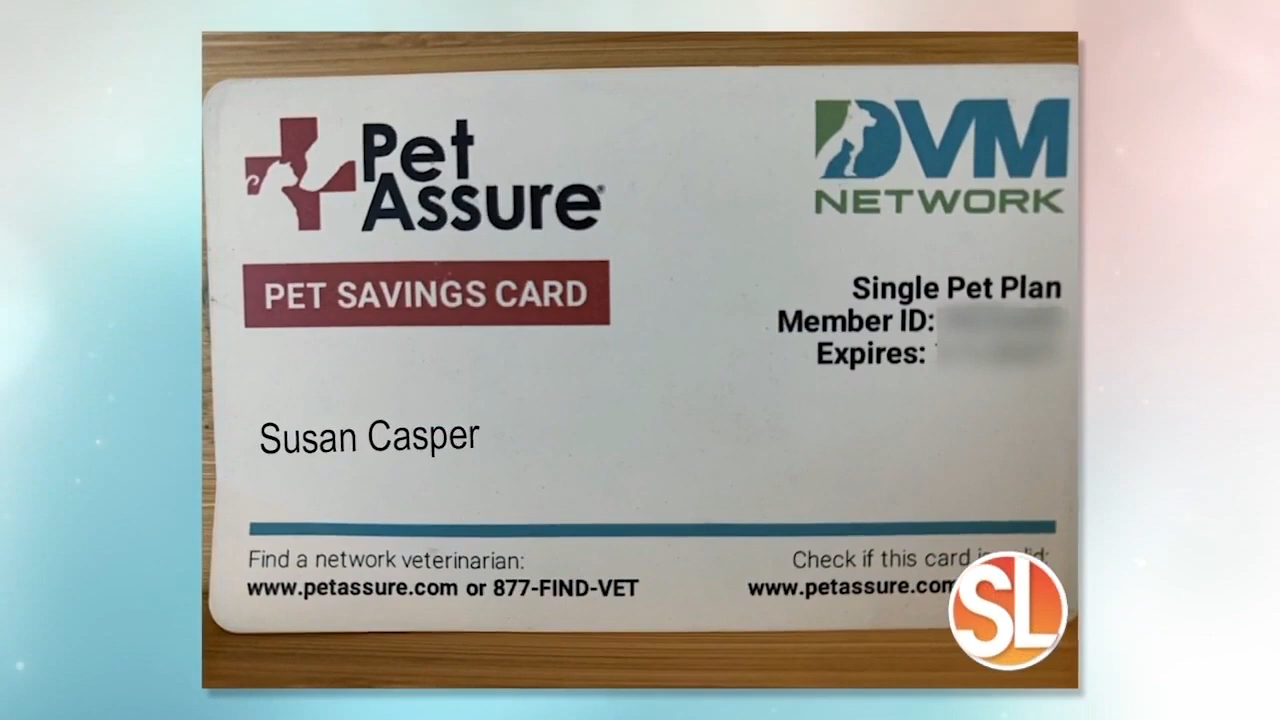 Pet
Assure®
DVM
NETWORK
PET SAVINGS CARD
Single Pet Plan
Member ID:
Expires:
Susan Casper
Find a network veterinarian:
www.petassure.com or 877-FIND-VET
Check if this card
www.petassure.com
SL